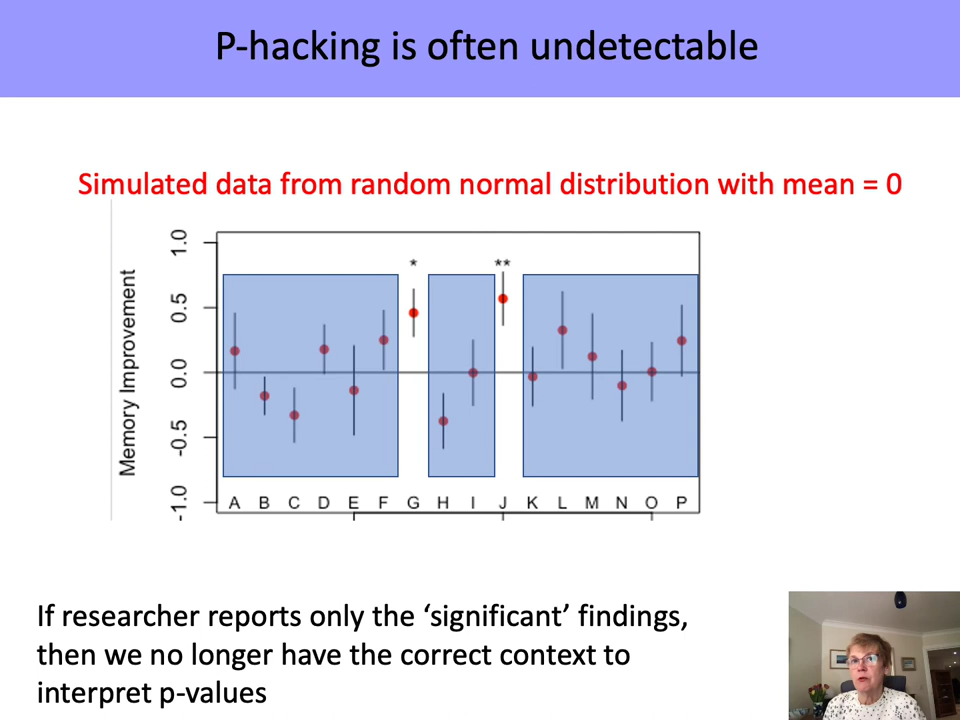 P-hacking is often undetectable
Simulated data from random normal distribution with mean = 0
Memory Improvement
1.0
0.5
0.0
-0.5
-1.0
* **
A B C D E F G H I J K L M N O P
If researcher reports only the ‘significant’ findings,
then we no longer have the correct context to
interpret p-values